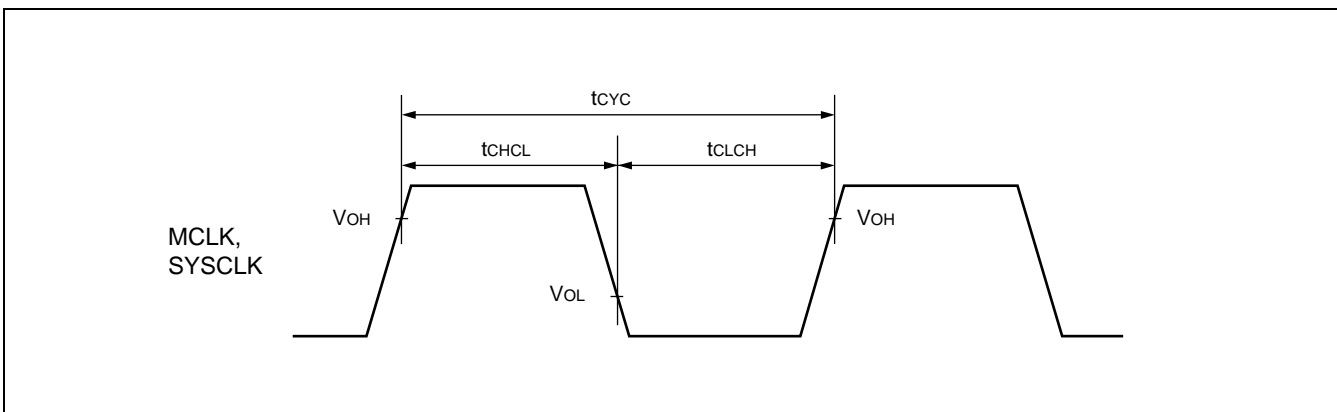 tCYC
tCHCL
tCLCH
VOH
VOH
MCLK,
SYSCLK
VOL